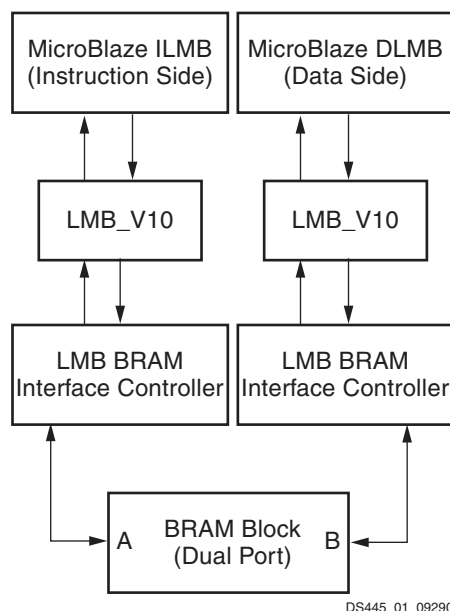 MicroBlaze ILMB
(Instruction Side)
MicroBlaze DLMB
(Data Side)
LMB_V10
LMB_V10
LMB BRAM
Interface Controller
LMB BRAM
Interface Controller
A
BRAM Block
(Dual Port)
B
DS445_01_09290